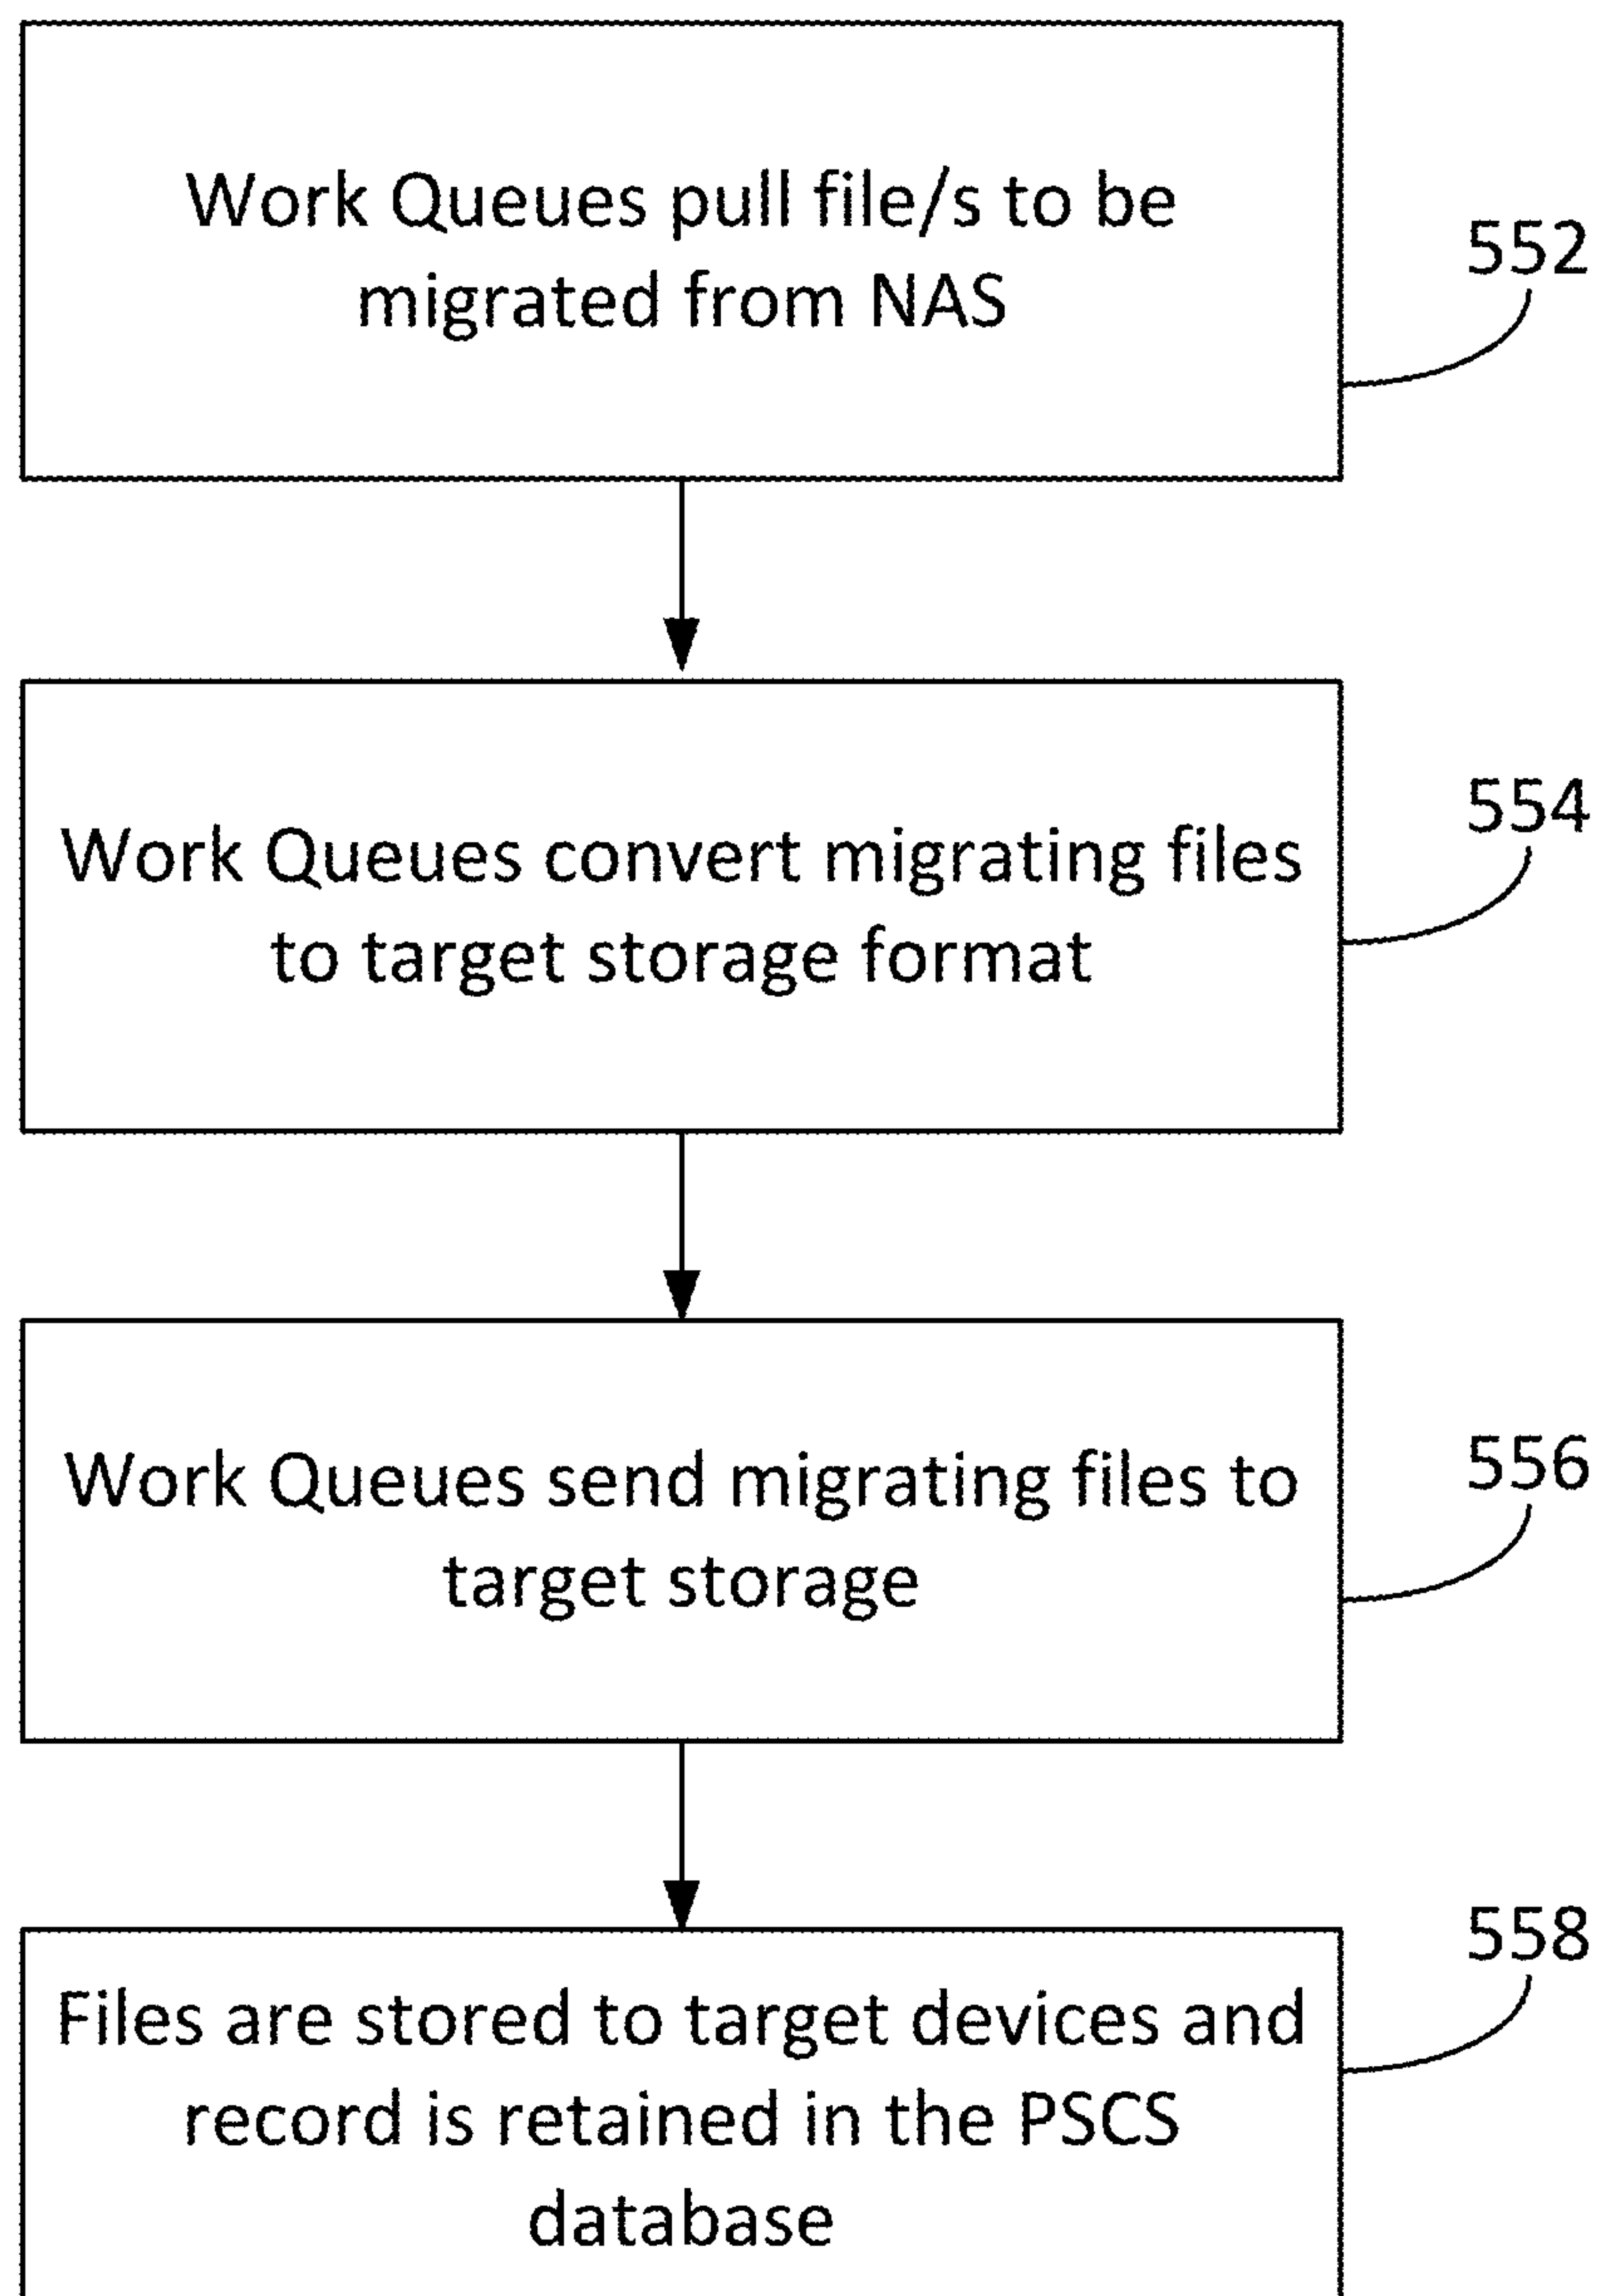 Work Queues pull file/s to be
migrated from NAS
552
Work Queues convert migrating files
to target storage format
554
Work Queues send migrating files to
target storage
556
Files are stored to target devices and
record is retained in the PSCS
database
558